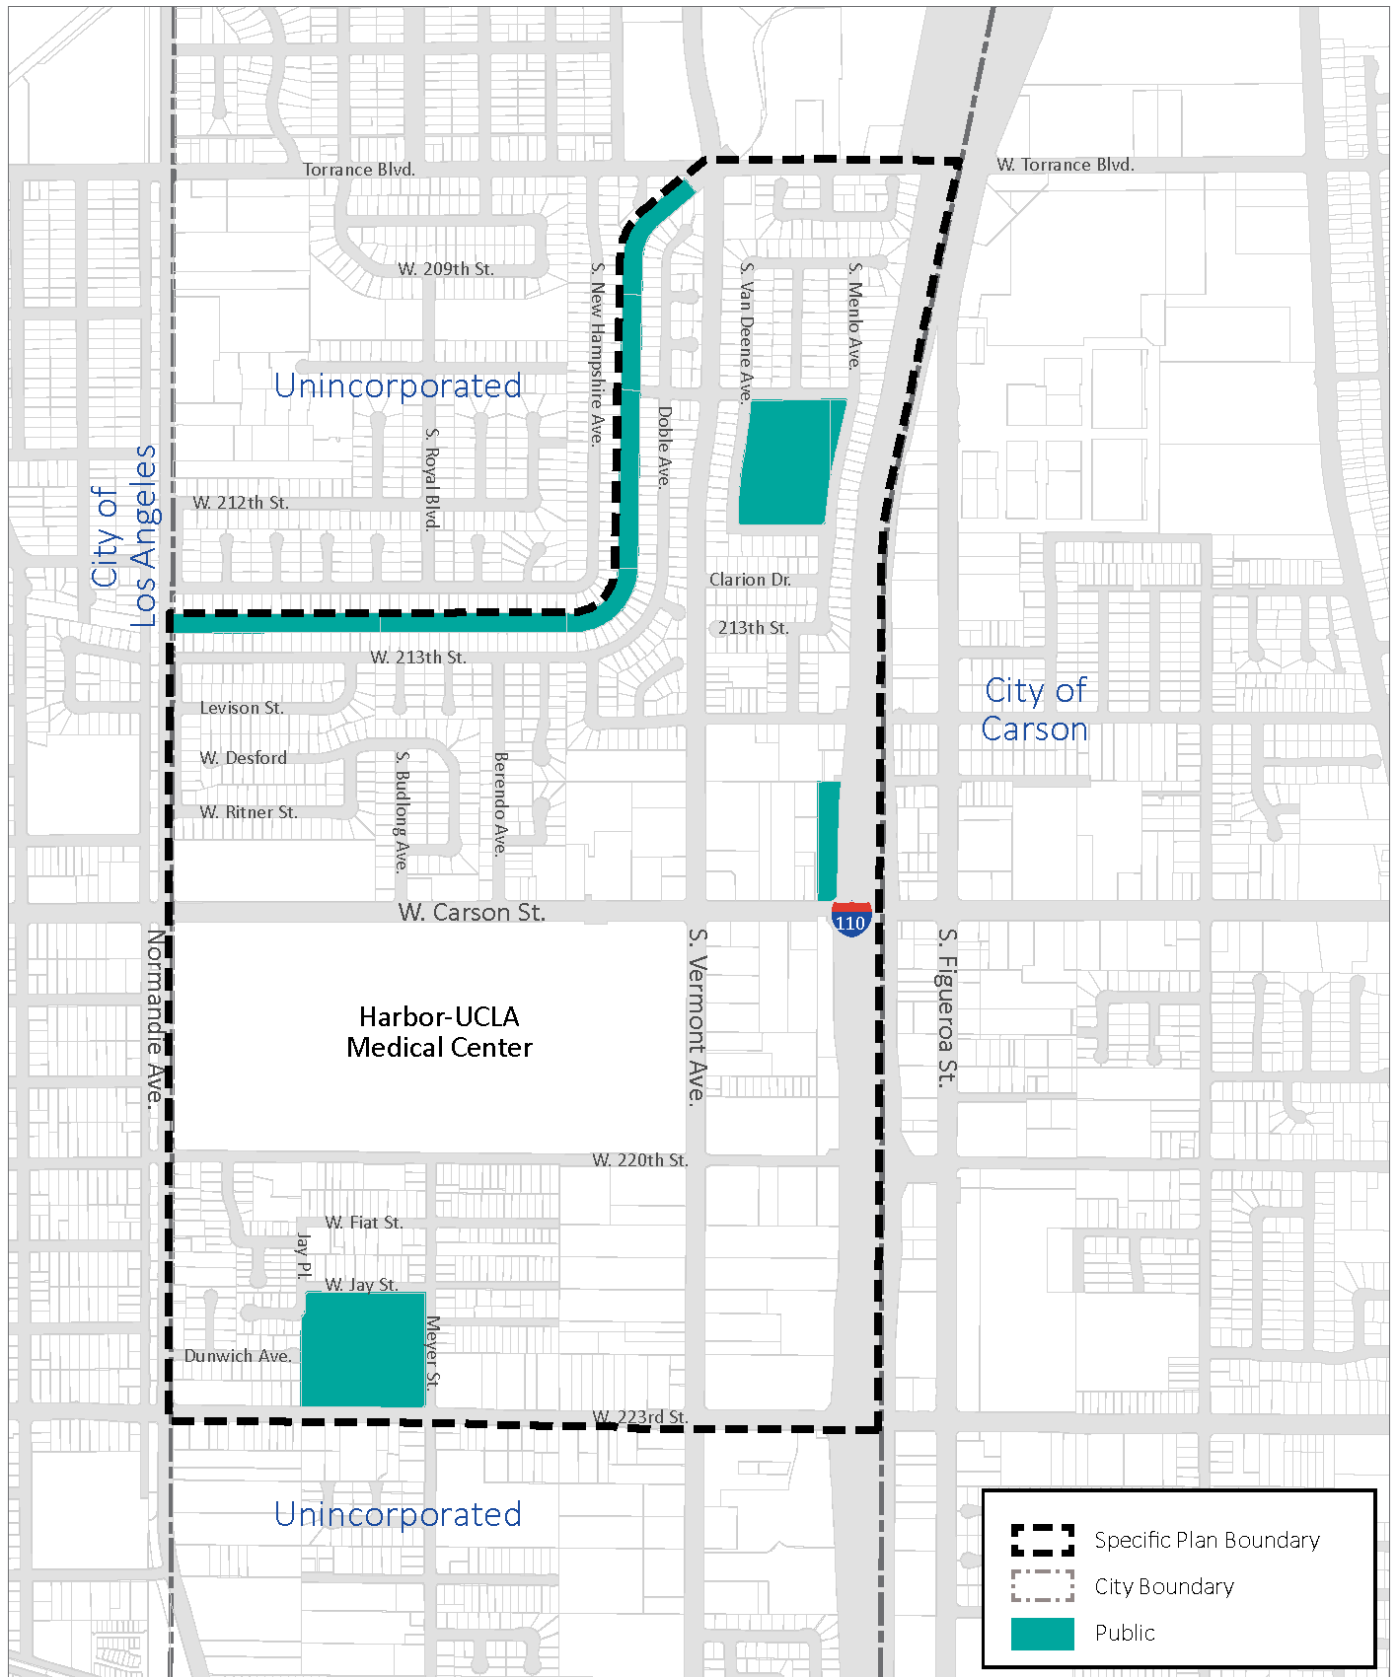 Torrance Blvd.
W. Torrance Blvd.
W. 209th St.
S. New Hampshire Ave.
S. Van Deene Ave.
S. Menlo Ave.
Unincorporated
Doble Ave.
S. Royal Blvd.
City of
Los Angeles
W. 212th St.
Clarion Dr.
213th St.
W. 213th St.
City of
Carson
Levison St.
W. Desford
S. Budlong Ave.
Berendo Ave.
W. Ritner St.
W. Carson St.
110
Normandie Ave.
S. Vermont Ave.
S. Figueroa St.
Harbor-UCLA
Medical Center
W. 220th St.
W. Fiat St.
Jay Pl.
W. Jay St.
Meyer St.
Dunwich Ave.
W. 223rd St.
Unincorporated
Specific Plan Boundary
City Boundary
Public